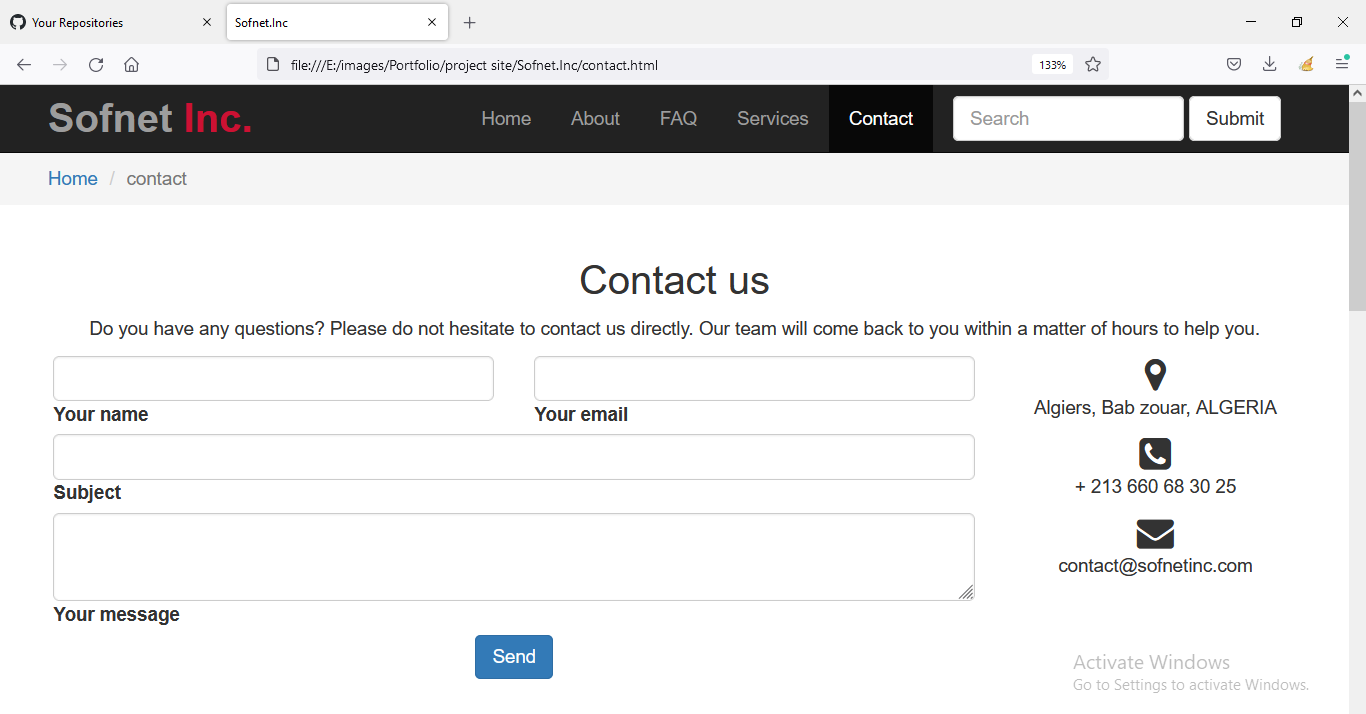 Your Repositories
Sofnet.Inc
file:///E:/images/Portfolio/project site/Sofnet.Inc/contact.html
133%
Sofnet Inc.
Home About FAQ Services Contact Search Submit
Home / contact
Contact us
Do you have any questions? Please do not hesitate to contact us directly. Our team will come back to you within a matter of hours to help you.
Your name Your email
Subject
Your message
Send
Algiers, Bab zouar, ALGERIA
+ 213 660 68 30 25
contact@sofnetinc.com
Activate Windows
Go to Settings to activate Windows.